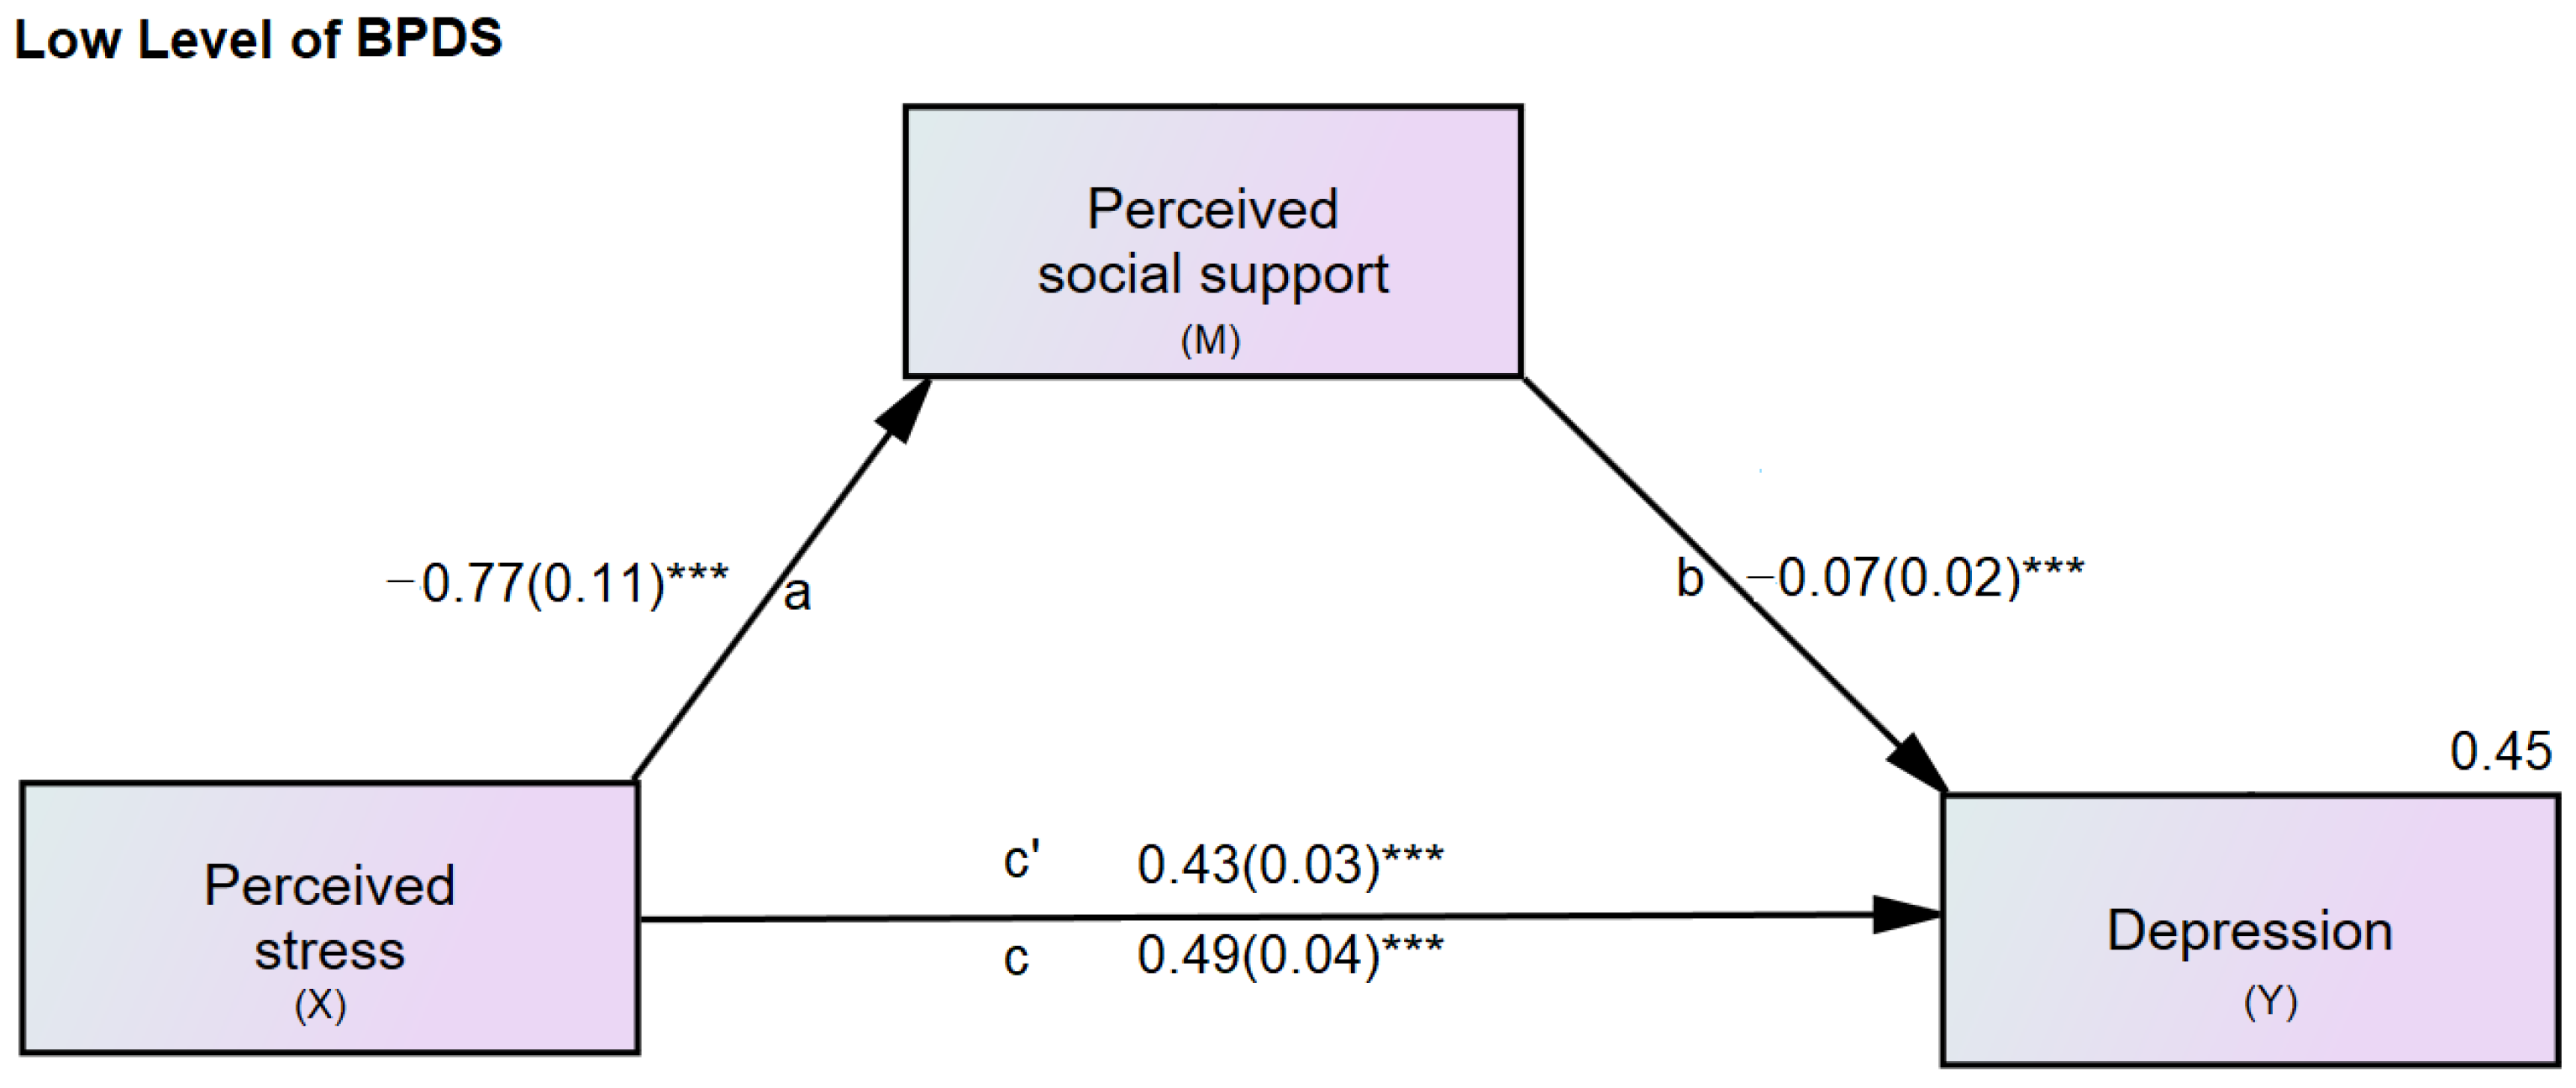 Low Level of BPDS
Perceived
social support
(M)
−0.77(0.11)***
a
b
−0.07(0.02)***
0.45
Perceived
stress
(X)
c'
0.43(0.03)***
c
0.49(0.04)***
Depression
(Y)